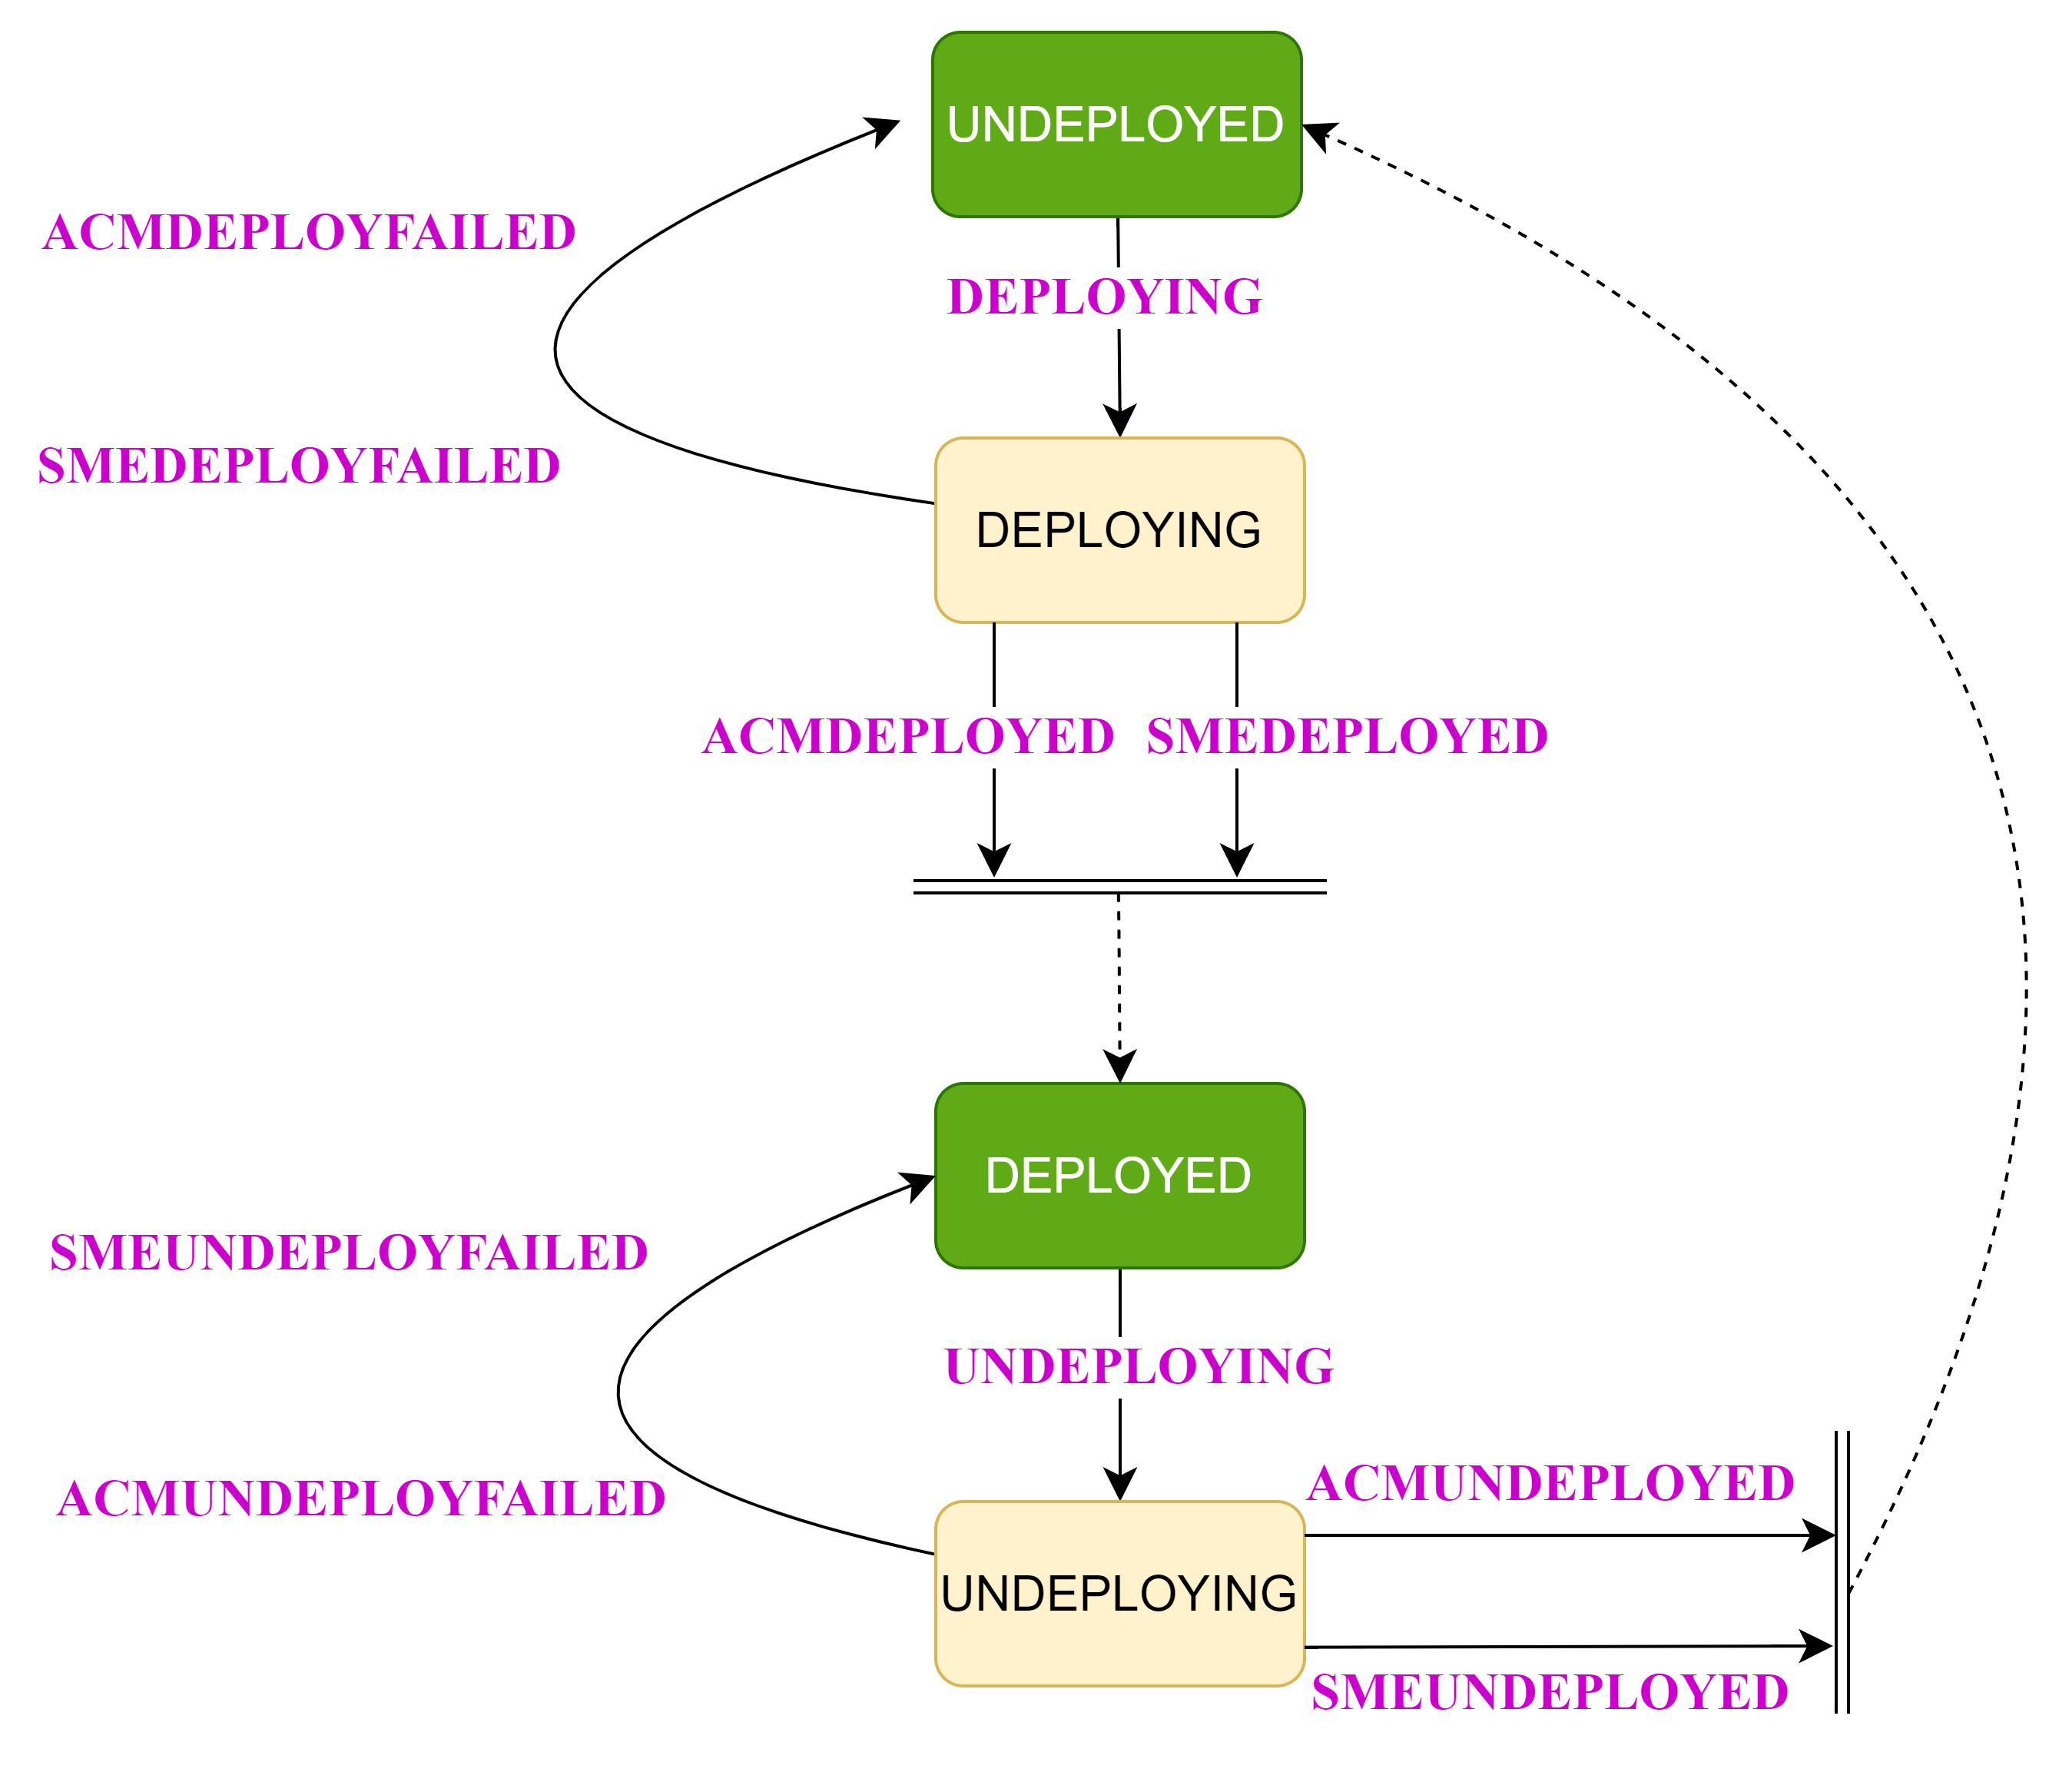 UNDEPLOYED
ACMDEPLOYFAILED
DEPLOYING
SMEDEPLOYFAILED
DEPLOYING
ACMDEPLOYED
SMEDEPLOYED
DEPLOYED
SMEUNDEPLOYFAILED
UNDEPLOYING
ACMUNDEPLOYFAILED
ACMUNDEPLOYED
UNDEPLOYING
SMEUNDEPLOYED